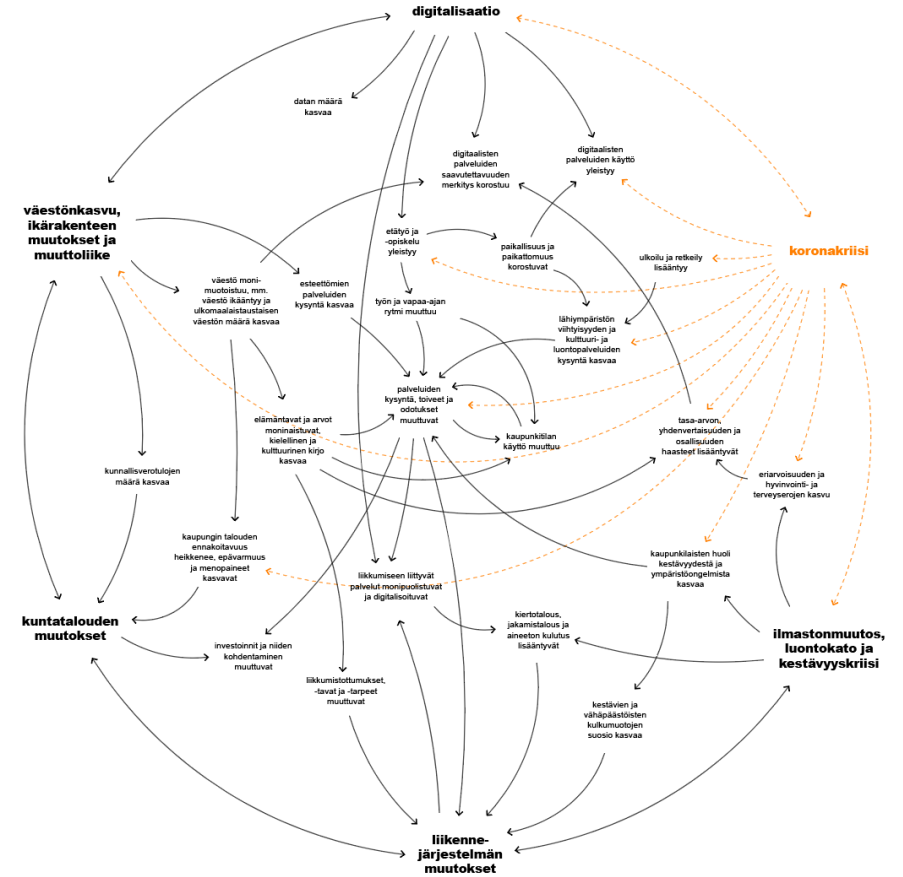 digitalisaatio
datan määrä
kasvaa
digitaalisten
palveluiden
saavutettavuuden
merkitys korostuu
digitaalisten
palveluiden käyttö
yleistyy
väestönkasvu,
ikärakenteen
muutokset ja
muuttoliike
etätyö ja
-opiskelu
yleistyy
paikallisuus ja
paikattomuus
korostuvat
ulkoilu ja retkeily
lisääntyy
koronakriisi
väestö moni-
muotoistuu, mm.
väestö ikääntyy ja
ulkomaalaistaustaisen
väestön määrä kasvaa
esteettömien
palveluiden
kysyntä kasvaa
työn ja vapaa-ajan
rytmi muuttuu
lähiympäristön
viihtyisyyden ja
kulttuuri- ja
luontopalveluiden
kysyntä kasvaa
palveluiden
kysyntä, toiveet ja
odotukset
muuttuvat
elämäntavat ja arvot
moninaistuvat,
kielellinen ja
kulttuurinen kirjo
kasvaa
kaupunkitilan
käyttö muuttuu
tasa-arvon,
yhdenvertaisuuden ja
osallisuuden
haasteet lisääntyvät
kunnallisverotulojen
määrä kasvaa
eriarvoisuuden ja
hyvinvointi- ja
terveyserojen kasvu
kaupungin talouden
ennakoitavuus
heikkenee, epävarmuus
ja menopaineet
kasvavat
liikkumiseen liittyvät
palvelut monipuolistuvat
ja digitalisoituvat
kaupunkilaisten huoli
kestävyydestä ja
ympäristöongelmista
kasvaa
kuntatalouden
muutokset
investoinnit ja niiden
kohdentaminen
muuttuvat
kiertotalous,
jakamistalous ja
aineeton kulutus
lisääntyvät
ilmastonmuutos,
luontokato ja
kestävyyskriisi
liikkumistottumukset,
-tavat ja -tarpeet
muuttuvat
kestävien ja
vähäpäästöisten
kulkumuotojen
suosio kasvaa
liikenne-
järjestelmän
muutokset